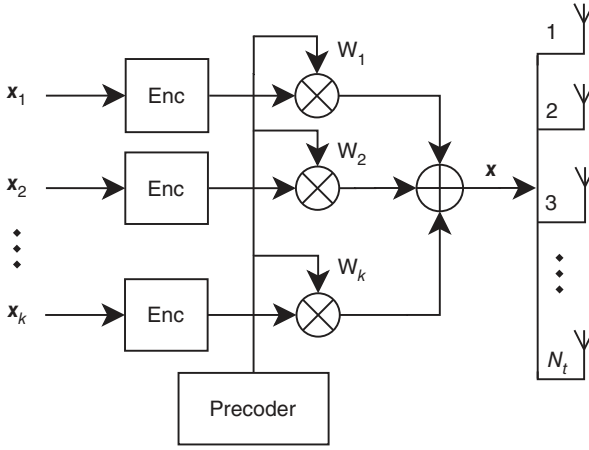 W₁
1
x₁
Enc
W₂
2
x₂
Enc
x
3
Wₖ
xₖ
Enc
Nₜ
Precoder